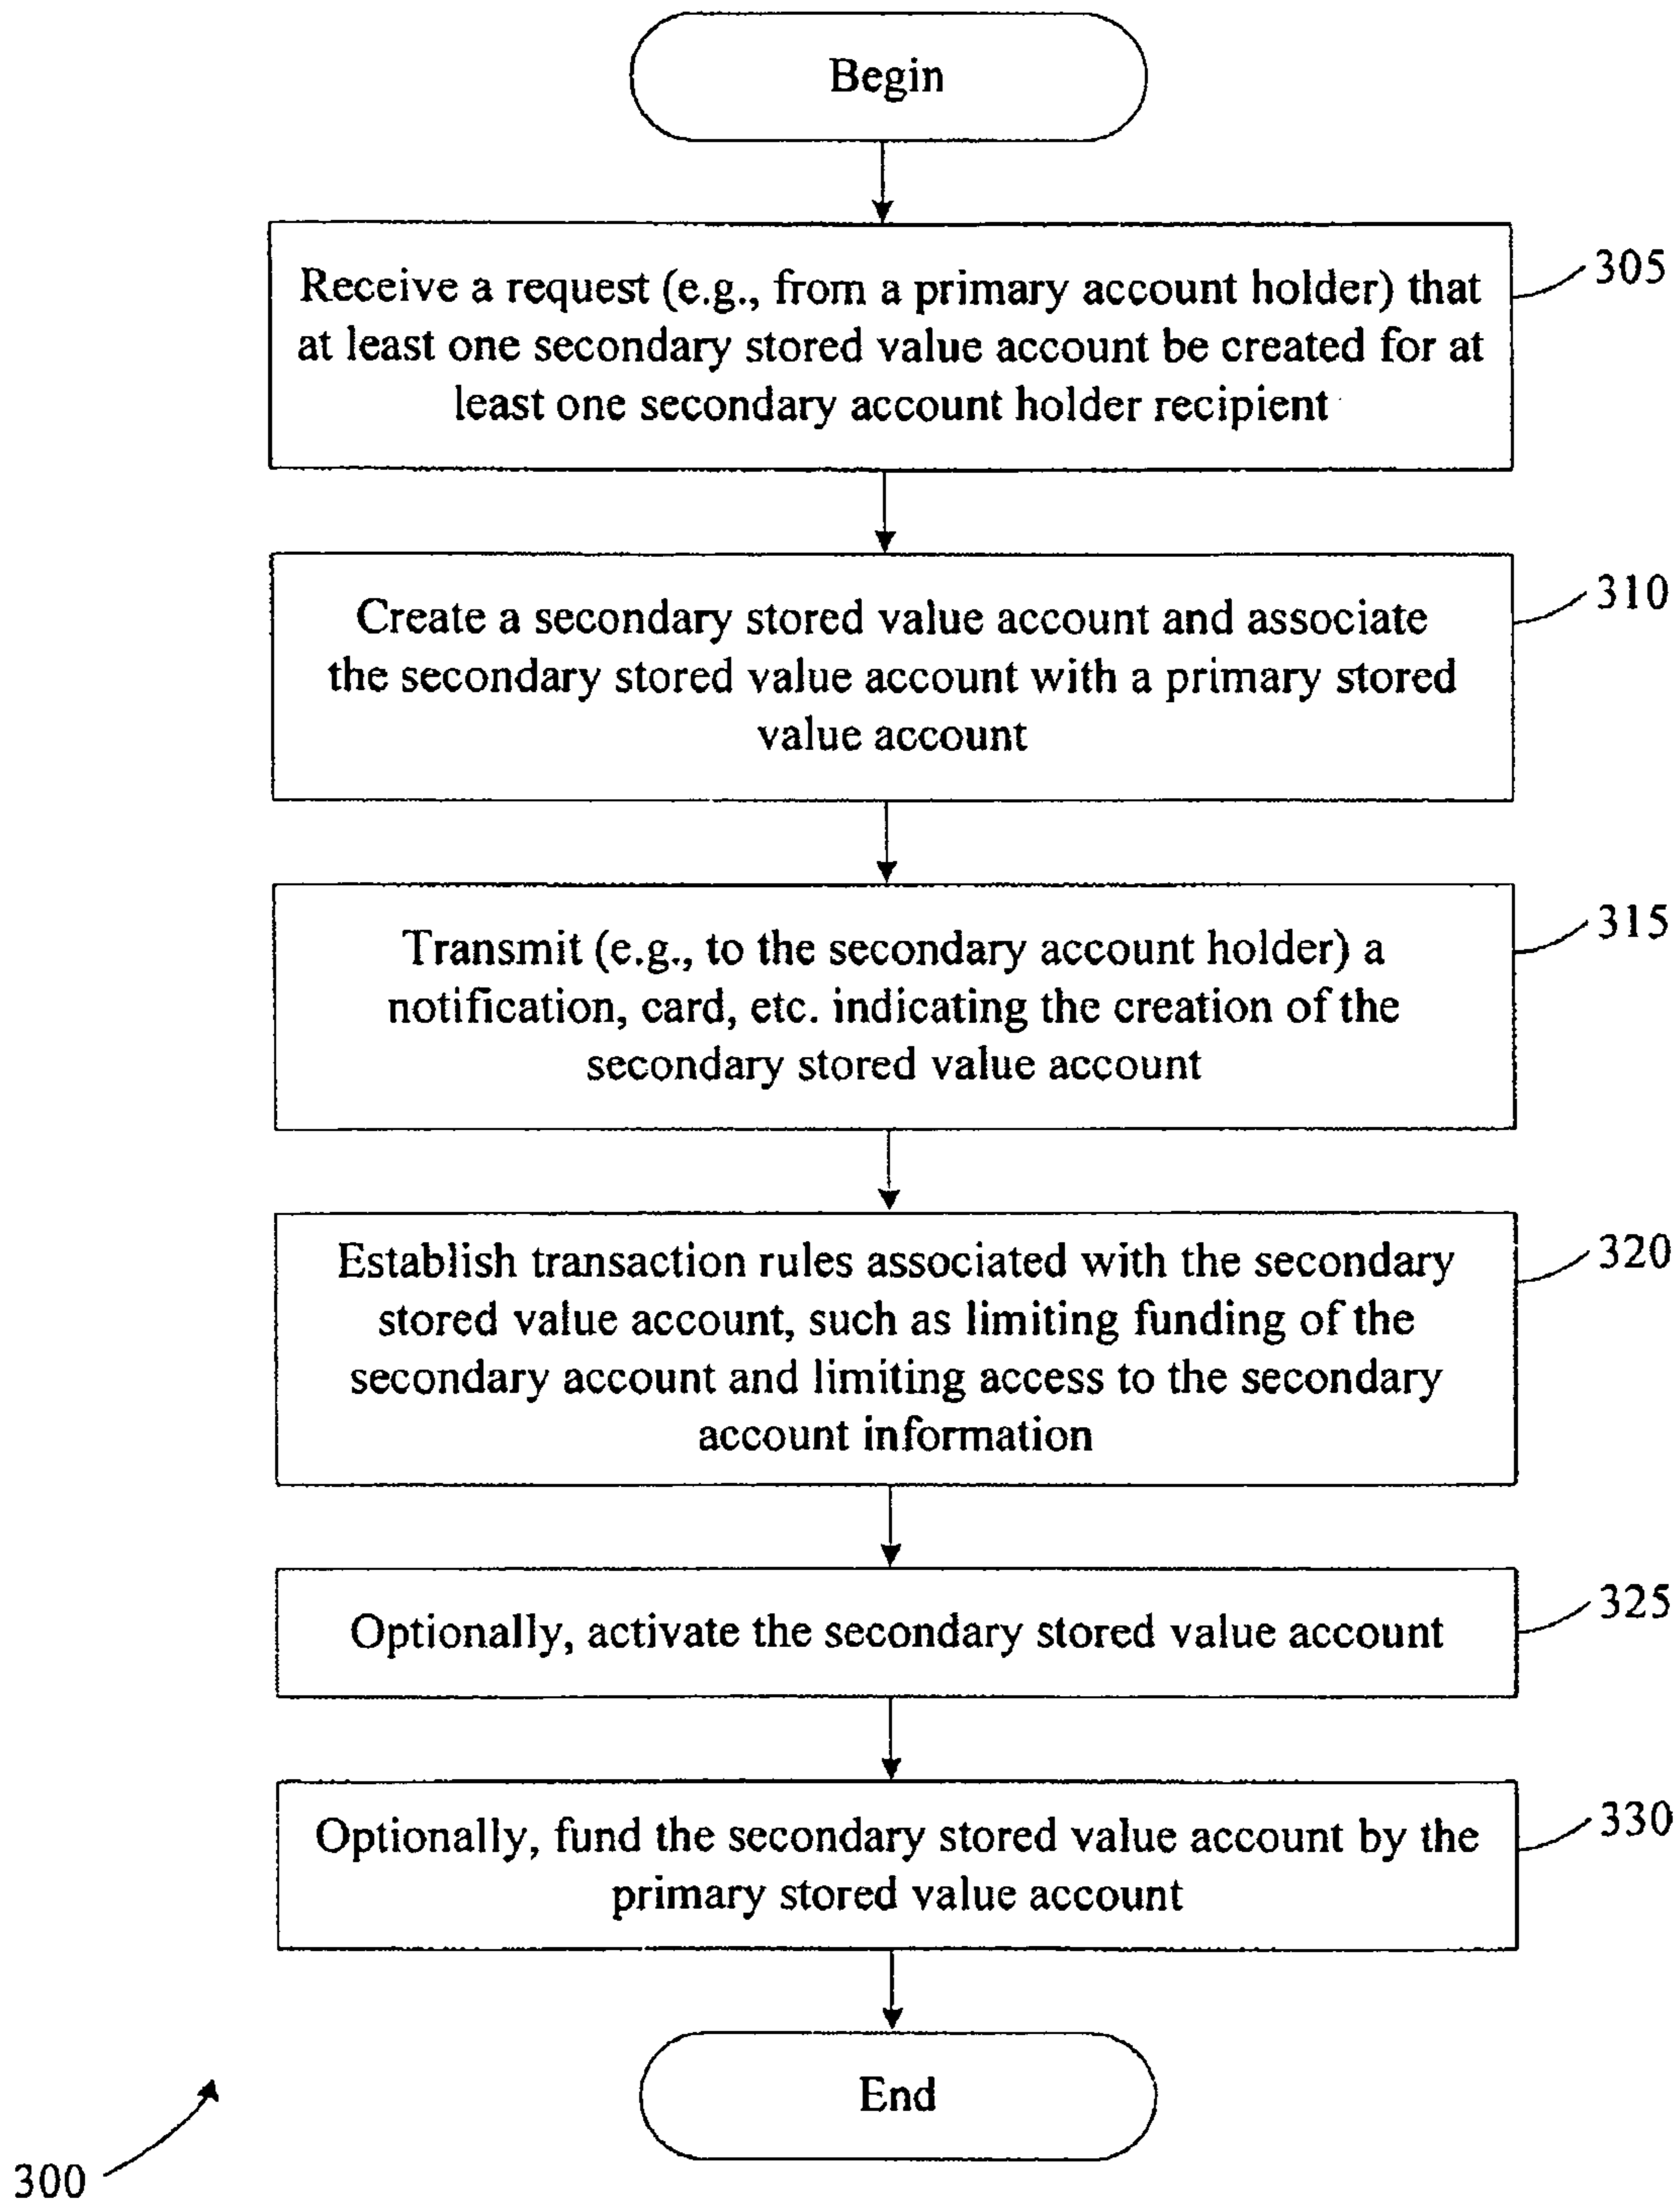 Begin
Receive a request (e.g., from a primary account holder) that
at least one secondary stored value account be created for at
least one secondary account holder recipient
305
Create a secondary stored value account and associate
the secondary stored value account with a primary stored
value account
310
Transmit (e.g., to the secondary account holder) a
notification, card, etc. indicating the creation of the
secondary stored value account
315
Establish transaction rules associated with the secondary
stored value account, such as limiting funding of the
secondary account and limiting access to the secondary
account information
320
Optionally, activate the secondary stored value account
325
Optionally, fund the secondary stored value account by the
primary stored value account
330
End
300